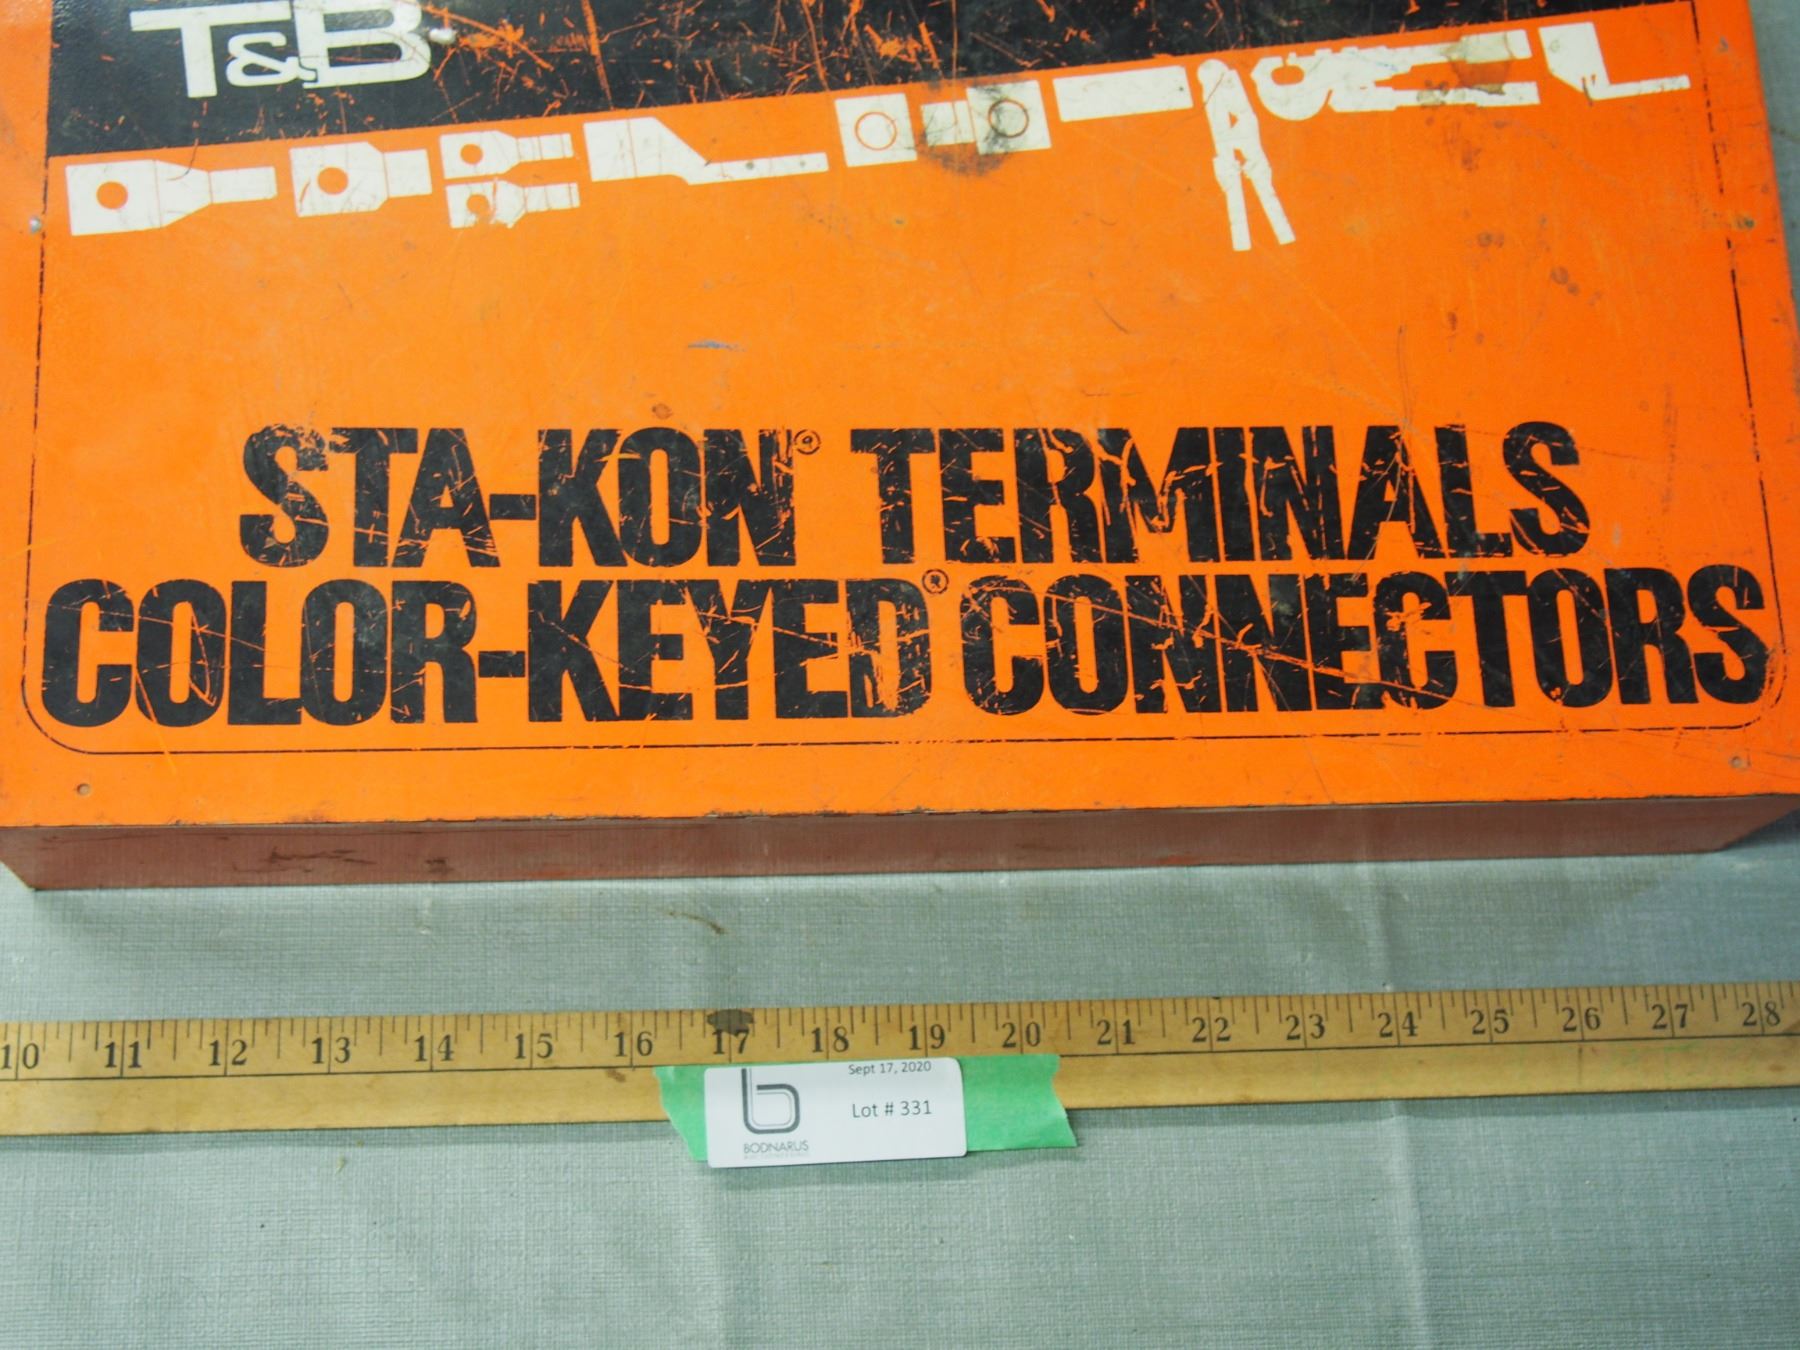 T&B
STA-KON® TERMINALS
COLOR-KEYED® CONNECTORS
10 11 12 13 14 15 16 17 18 19 20 21 22 23 24 25 26 27 28
Sept 17, 2020
Lot # 331
b
BODNARUS